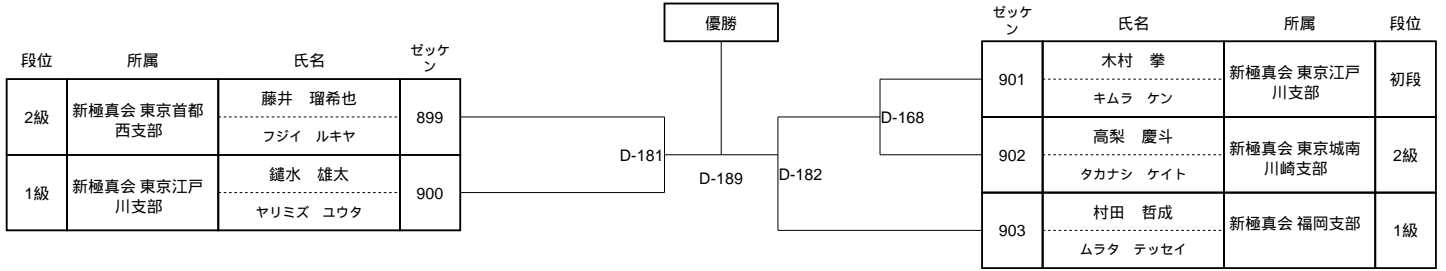 優勝
段位 所属 氏名 ゼッケン
2級 新極真会 東京首都西支部 藤井 瑠希也 899
フジイ ルキヤ
1級 新極真会 東京江戸川支部 鑓水 雄太 900
ヤリミズ ユウタ
D-181
D-189
D-182
D-168
ゼッケン 氏名 所属 段位
901 木村 拳 新極真会 東京江戸川支部 初段
キムラ ケン
902 高梨 慶斗 新極真会 東京城南川崎支部 2級
タカナシ ケイト
903 村田 哲成 新極真会 福岡支部 1級
ムラタ テッセイ